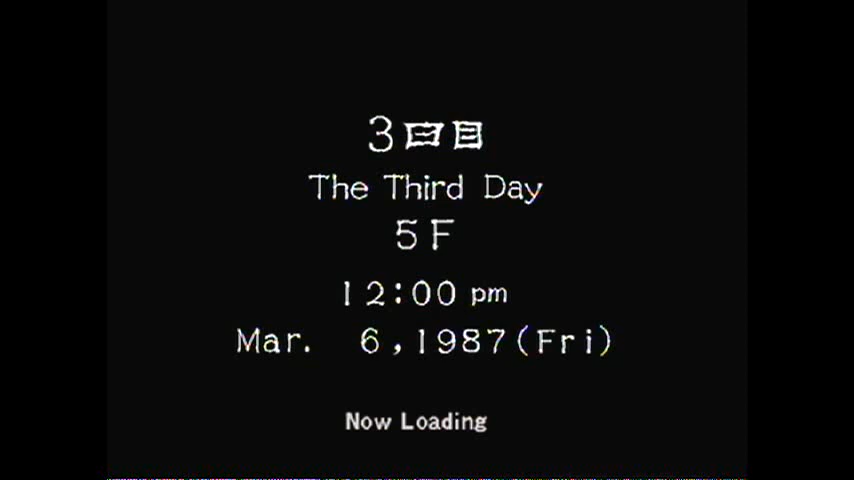 3日目
The Third Day
5F
12:00 pm
Mar. 6,1987(Fri)
Now Loading